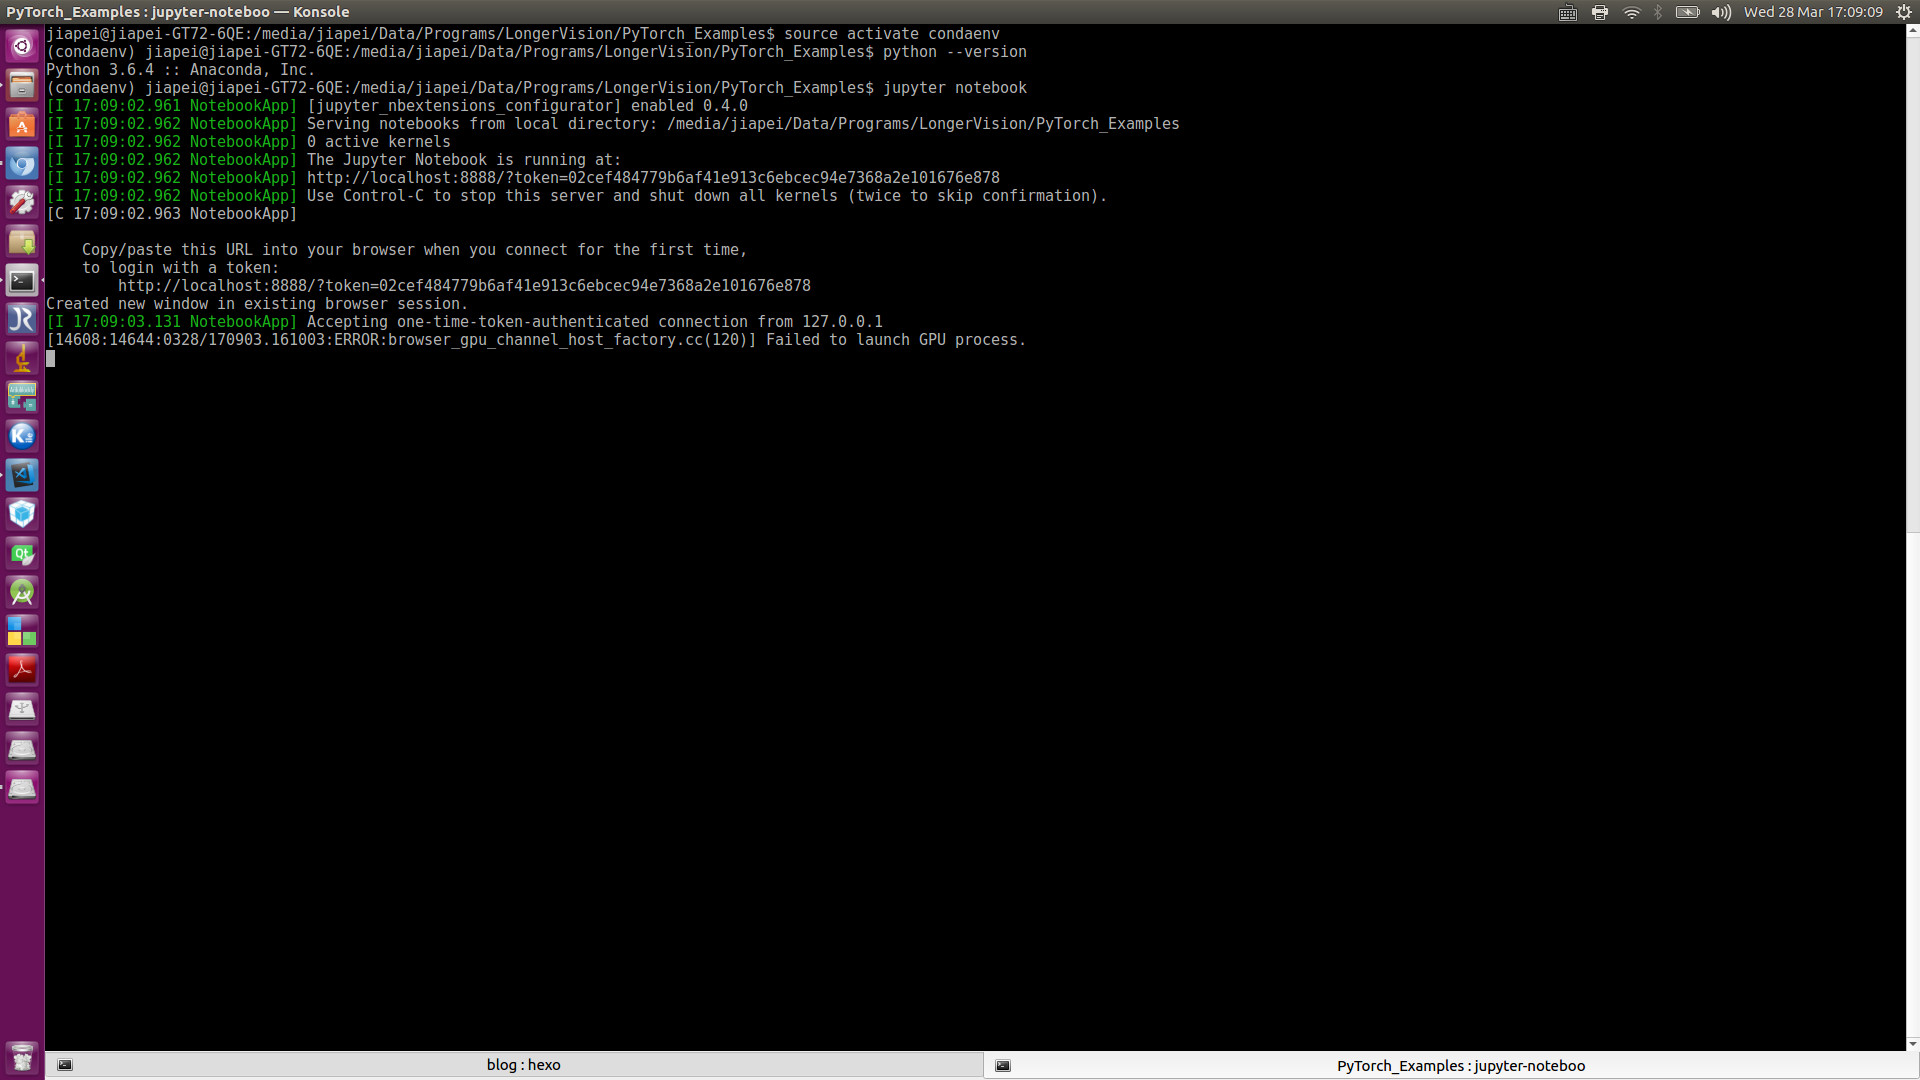 PyTorch_Examples : jupyter-noteboo — Konsole
Wed 28 Mar 17:09:09
jiapei@jiapei-GT72-6QE:/media/jiapei/Data/Programs/LongerVision/PyTorch_Examples$ source activate condaenv
(condaenv) jiapei@jiapei-GT72-6QE:/media/jiapei/Data/Programs/LongerVision/PyTorch_Examples$ python --version
Python 3.6.4 :: Anaconda, Inc.
(condaenv) jiapei@jiapei-GT72-6QE:/media/jiapei/Data/Programs/LongerVision/PyTorch_Examples$ jupyter notebook
[I 17:09:02.961 NotebookApp] [jupyter_nbextensions_configurator] enabled 0.4.0
[I 17:09:02.962 NotebookApp] Serving notebooks from local directory: /media/jiapei/Data/Programs/LongerVision/PyTorch_Examples
[I 17:09:02.962 NotebookApp] 0 active kernels
[I 17:09:02.962 NotebookApp] The Jupyter Notebook is running at:
[I 17:09:02.962 NotebookApp] http://localhost:8888/?token=02cef484779b6af41e913c6ebcec94e7368a2e101676e878
[I 17:09:02.962 NotebookApp] Use Control-C to stop this server and shut down all kernels (twice to skip confirmation).
[C 17:09:02.963 NotebookApp]
Copy/paste this URL into your browser when you connect for the first time,
to login with a token:
http://localhost:8888/?token=02cef484779b6af41e913c6ebcec94e7368a2e101676e878
Created new window in existing browser session.
[I 17:09:03.131 NotebookApp] Accepting one-time-token-authenticated connection from 127.0.0.1
[14608:14644:0328/170903.161003:ERROR:browser_gpu_channel_host_factory.cc(120)] Failed to launch GPU process.
blog : hexo
PyTorch_Examples : jupyter-noteboo